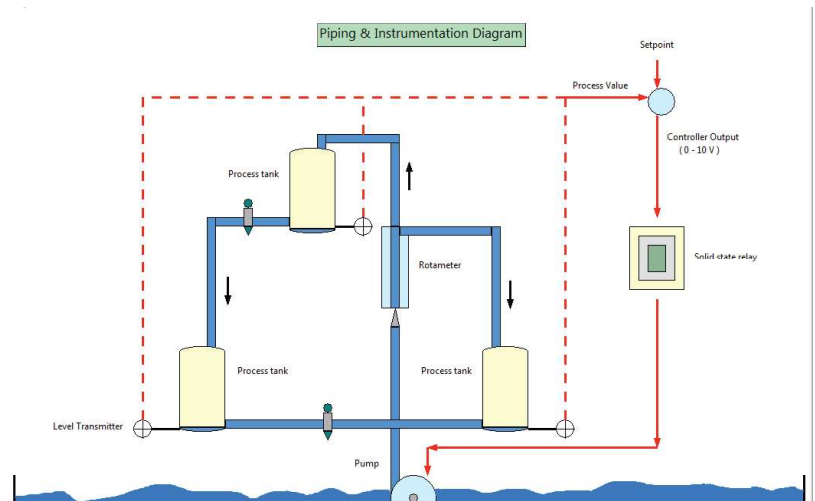 Piping & Instrumentation Diagram
Setpoint
Process Value
Controller Output
( 0 - 10 V )
Process tank
Solid state relay
Rotameter
Process tank
Process tank
Level Transmitter
Pump